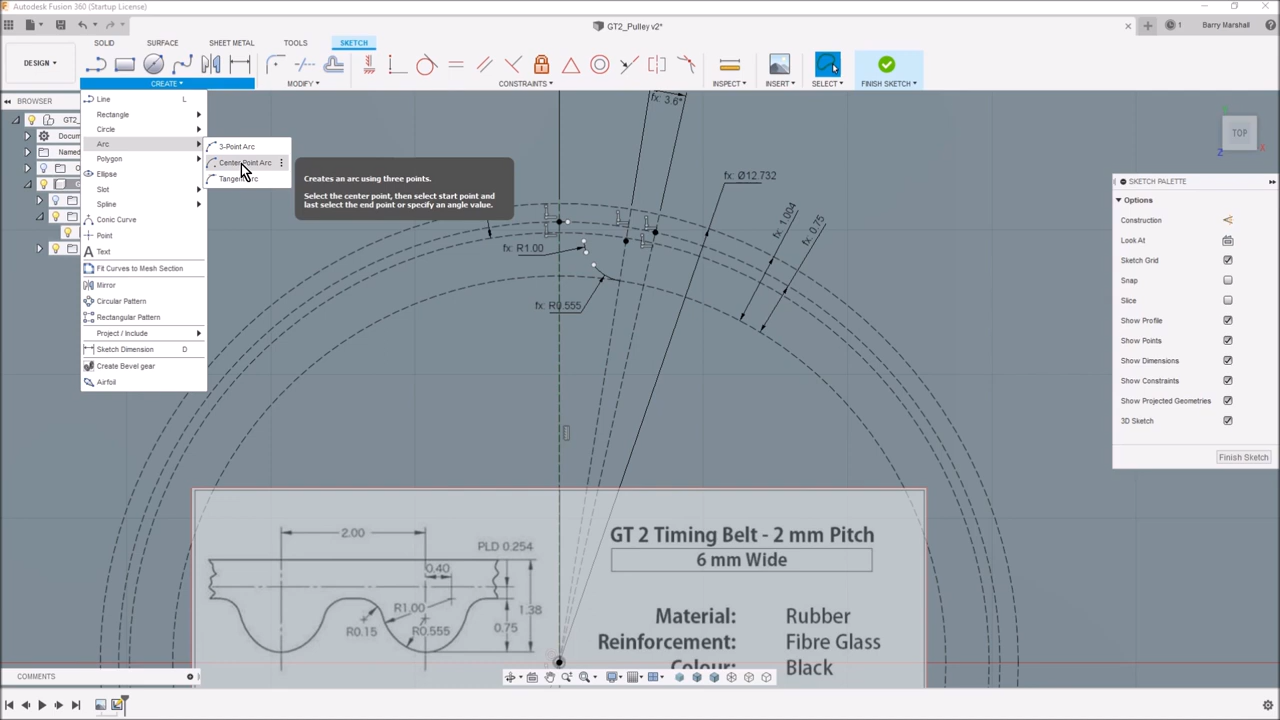 Autodesk Fusion 360 (Startup License)
GT2_Pulley v2*
1
Barry Marshall
DESIGN
SOLID
SURFACE
SHEET METAL
TOOLS
SKETCH
CREATE
MODIFY
CONSTRAINTS
INSPECT
INSERT
SELECT
FINISH SKETCH
BROWSER
GT2_
Docum
Named
O
G
Line
L
Rectangle
Circle
Arc
Polygon
Ellipse
Slot
Spline
Conic Curve
Point
Text
Fit Curves to Mesh Section
Mirror
Circular Pattern
Rectangular Pattern
Project / Include
Sketch Dimension
D
Create Bevel gear
Airfoil
3-Point Arc
Center Point Arc
Tangent Arc
Creates an arc using three points.
Select the center point, then select start point and
last select the end point or specify an angle value.
fx: 3.6°
fx: Ø12.732
fx: 1.004
fx: 0.75
fx: R1.00
fx: R0.555
TOP
X
Z
SKETCH PALETTE
Options
Construction
Look At
Sketch Grid
Snap
Slice
Show Profile
Show Points
Show Dimensions
Show Constraints
Show Projected Geometries
3D Sketch
Finish Sketch
2.00
PLD 0.254
0.40
R1.00
1.38
R0.15
R0.555
0.75
GT 2 Timing Belt - 2 mm Pitch
6 mm Wide
Material: Rubber
Reinforcement: Fibre Glass
Colour: Black
COMMENTS